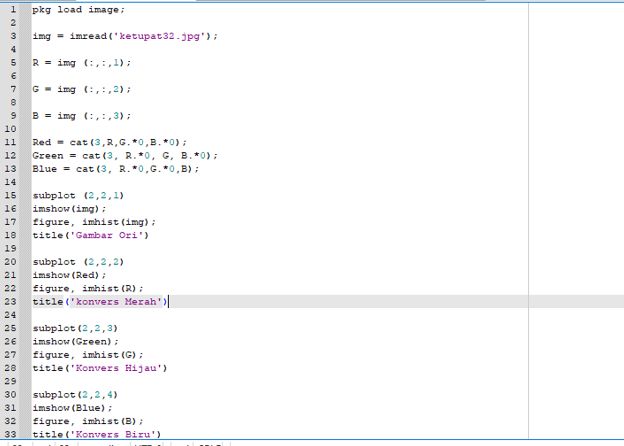 1 pkg load image;
2
3 img = imread('ketupat32.jpg');
4
5 R = img (:,:,1);
6
7 G = img (:,:,2);
8
9 B = img (:,:,3);
10
11 Red = cat(3,R,G.*0,B.*0);
12 Green = cat(3, R.*0, G, B.*0);
13 Blue = cat(3, R.*0,G.*0,B);
14
15 subplot (2,2,1)
16 imshow(img);
17 figure, imhist(img);
18 title('Gambar Ori')
19
20 subplot (2,2,2)
21 imshow(Red);
22 figure, imhist(R);
23 title('konvers Merah')
24
25 subplot(2,2,3)
26 imshow(Green);
27 figure, imhist(G);
28 title('Konvers Hijau')
29
30 subplot(2,2,4)
31 imshow(Blue);
32 figure, imhist(B);
33 title('Konvers Biru')